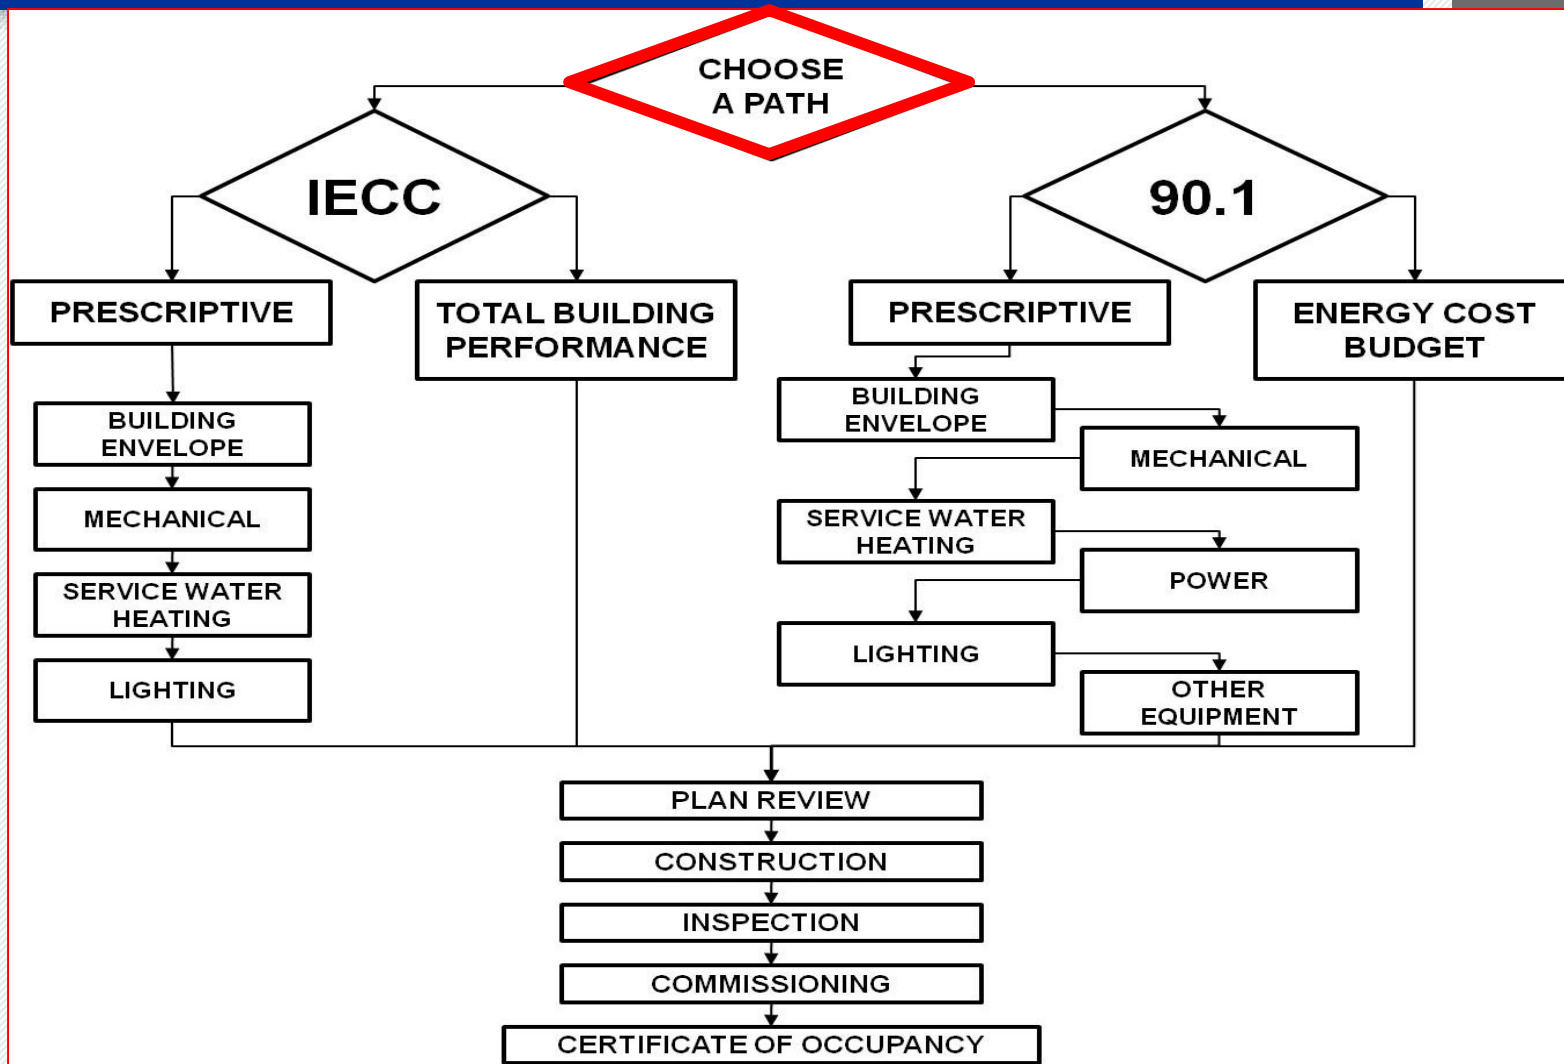 CHOOSE
A PATH
IECC
90.1
PRESCRIPTIVE
TOTAL BUILDING
PERFORMANCE
PRESCRIPTIVE
ENERGY COST
BUDGET
BUILDING
ENVELOPE
MECHANICAL
SERVICE WATER
HEATING
LIGHTING
BUILDING
ENVELOPE
MECHANICAL
SERVICE WATER
HEATING
POWER
LIGHTING
OTHER
EQUIPMENT
PLAN REVIEW
CONSTRUCTION
INSPECTION
COMMISSIONING
CERTIFICATE OF OCCUPANCY